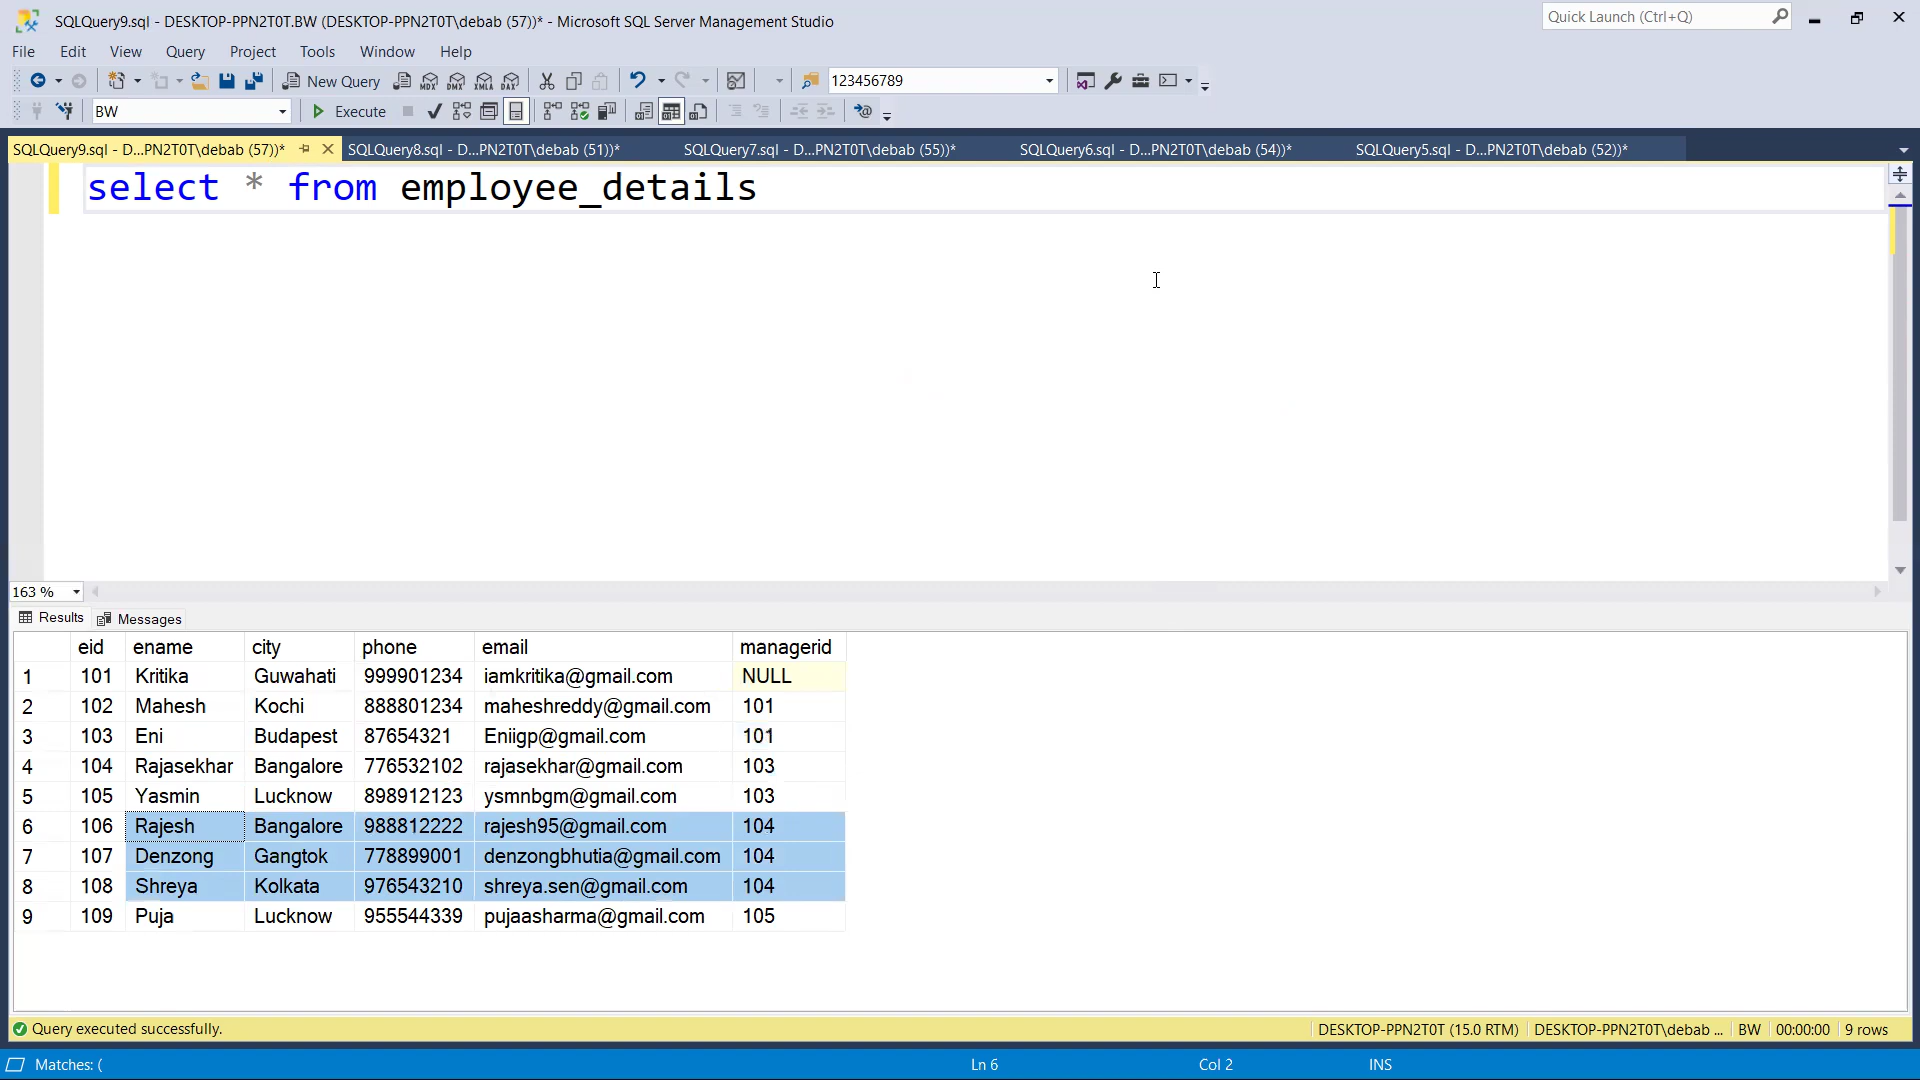 SQLQuery9.sql - DESKTOP-PPN2T0T.BW (DESKTOP-PPN2T0T\debab (57))* - Microsoft SQL Server Management Studio
Quick Launch (Ctrl+Q)
File Edit View Query Project Tools Window Help
New Query MDX DMX XMLA DAX 123456789
BW Execute
SQLQuery9.sql - D...PN2T0T\debab (57))* SQLQuery8.sql - D...PN2T0T\debab (51))* SQLQuery7.sql - D...PN2T0T\debab (55))* SQLQuery6.sql - D...PN2T0T\debab (54))* SQLQuery5.sql - D...PN2T0T\debab (52))*
select * from employee_details
163 %
Results Messages
eid ename city phone email managerid
1 101 Kritika Guwahati 999901234 iamkritika@gmail.com NULL
2 102 Mahesh Kochi 888801234 maheshreddy@gmail.com 101
3 103 Eni Budapest 87654321 Eniigp@gmail.com 101
4 104 Rajasekhar Bangalore 776532102 rajasekhar@gmail.com 103
5 105 Yasmin Lucknow 898912123 ysmnbgm@gmail.com 103
6 106 Rajesh Bangalore 988812222 rajesh95@gmail.com 104
7 107 Denzong Gangtok 778899001 denzongbhutia@gmail.com 104
8 108 Shreya Kolkata 976543210 shreya.sen@gmail.com 104
9 109 Puja Lucknow 955544339 pujaasharma@gmail.com 105
Query executed successfully. DESKTOP-PPN2T0T (15.0 RTM) DESKTOP-PPN2T0T\debab ... BW 00:00:00 9 rows
Matches: ( Ln 6 Col 2 INS